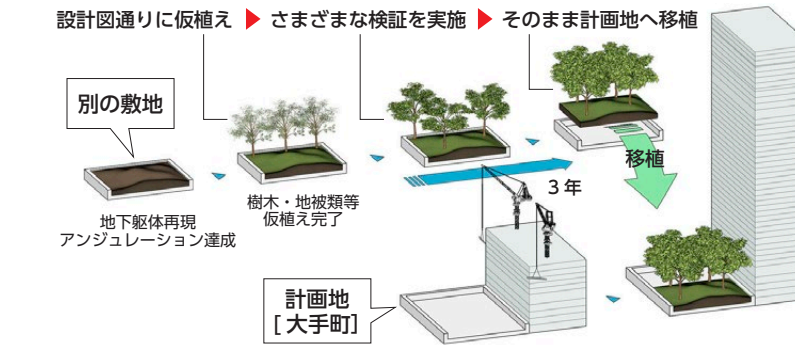 設計図通りに仮植え ▶ さまざまな検証を実施 ▶ そのまま計画地へ移植
別の敷地
移植
3年
樹木・地被類等
仮植え完了
地下躯体再現
アンジュレーション達成
計画地
[大手町]